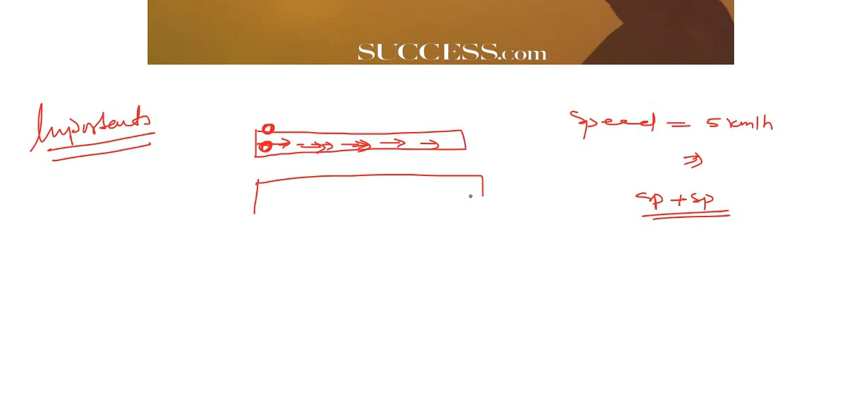 SUCCESS.com
Importants
Speed = 5 km/h
⇒
Sp + Sp